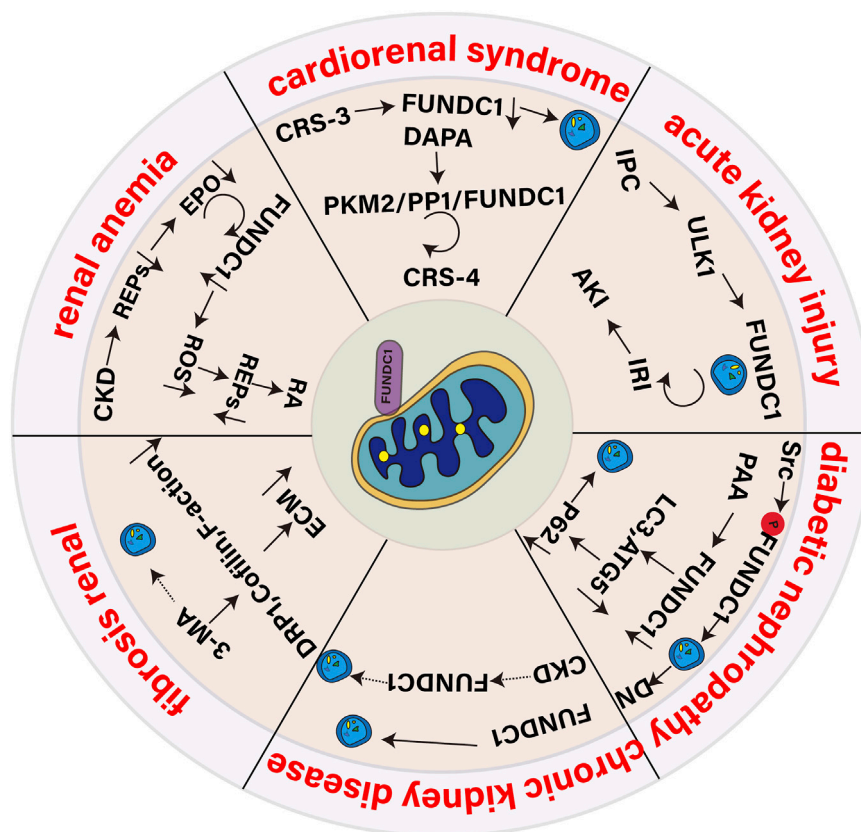 cardiorenal syndrome
CRS-3
FUNDC1
DAPA
PKM2/PP1/FUNDC1
CRS-4
acute kidney injury
IPC
ULK1
FUNDC1
IRI
AKI
diabetic nephropathy
Src
P
FUNDC1
DN
PAA
FUNDC1
LC3,ATG5
P62
chronic kidney disease
CKD
FUNDC1
FUNDC1
fibrosis renal
3-MA
DRP1,Cofilin,F-action
ECM
renal anemia
CKD
REPs
EPO
FUNDC1
ROS
REPs
RA
FUNDC1